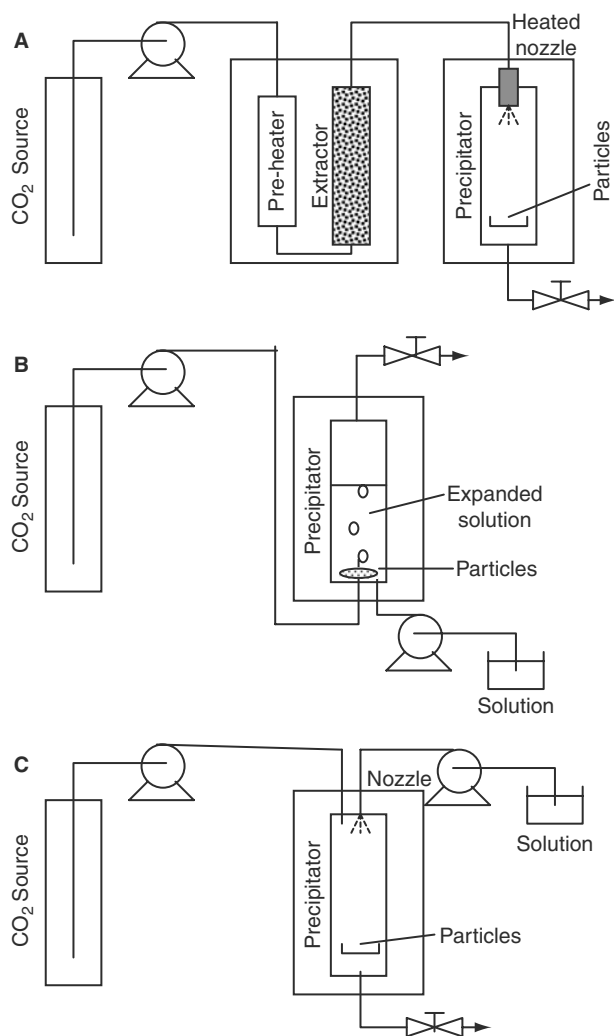 A
CO2 Source
Pre-heater
Extractor
Heated
nozzle
Precipitator
Particles
B
CO2 Source
Precipitator
Expanded
solution
Particles
Solution
C
CO2 Source
Nozzle
Precipitator
Particles
Solution